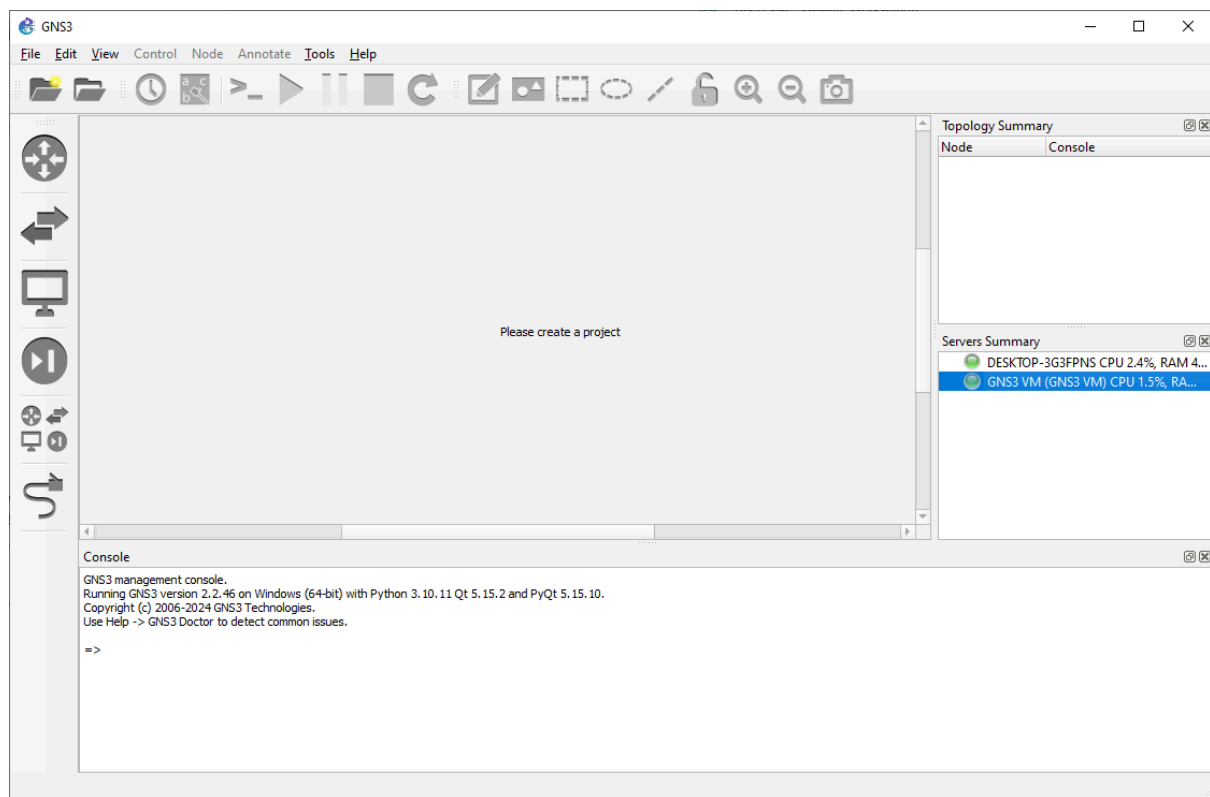 GNS3
File Edit View Control Node Annotate Tools Help
Please create a project
Topology Summary
Node Console
Servers Summary
DESKTOP-3G3FPNS CPU 2.4%, RAM 4...
GNS3 VM (GNS3 VM) CPU 1.5%, RA...
Console
GNS3 management console.
Running GNS3 version 2.2.46 on Windows (64-bit) with Python 3.10.11 Qt 5.15.2 and PyQt 5.15.10.
Copyright (c) 2006-2024 GNS3 Technologies.
Use Help -> GNS3 Doctor to detect common issues.
=>